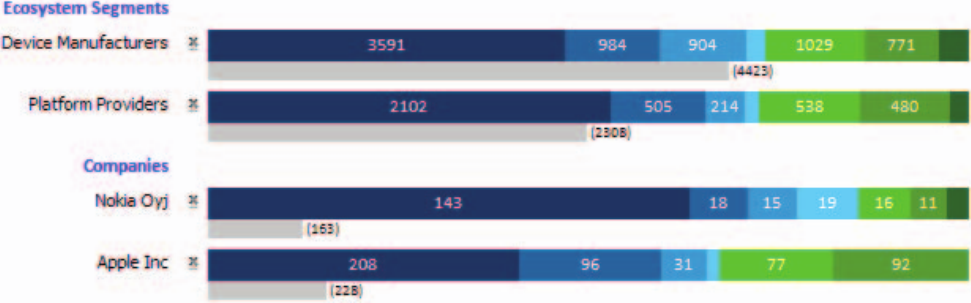 Ecosystem Segments
Device Manufacturers 3591 984 904 1029 771
(4423)
Platform Providers 2102 505 214 538 480
(2308)
Companies
Nokia Oyj 143 18 15 19 16 11
(163)
Apple Inc 208 96 31 77 92
(228)